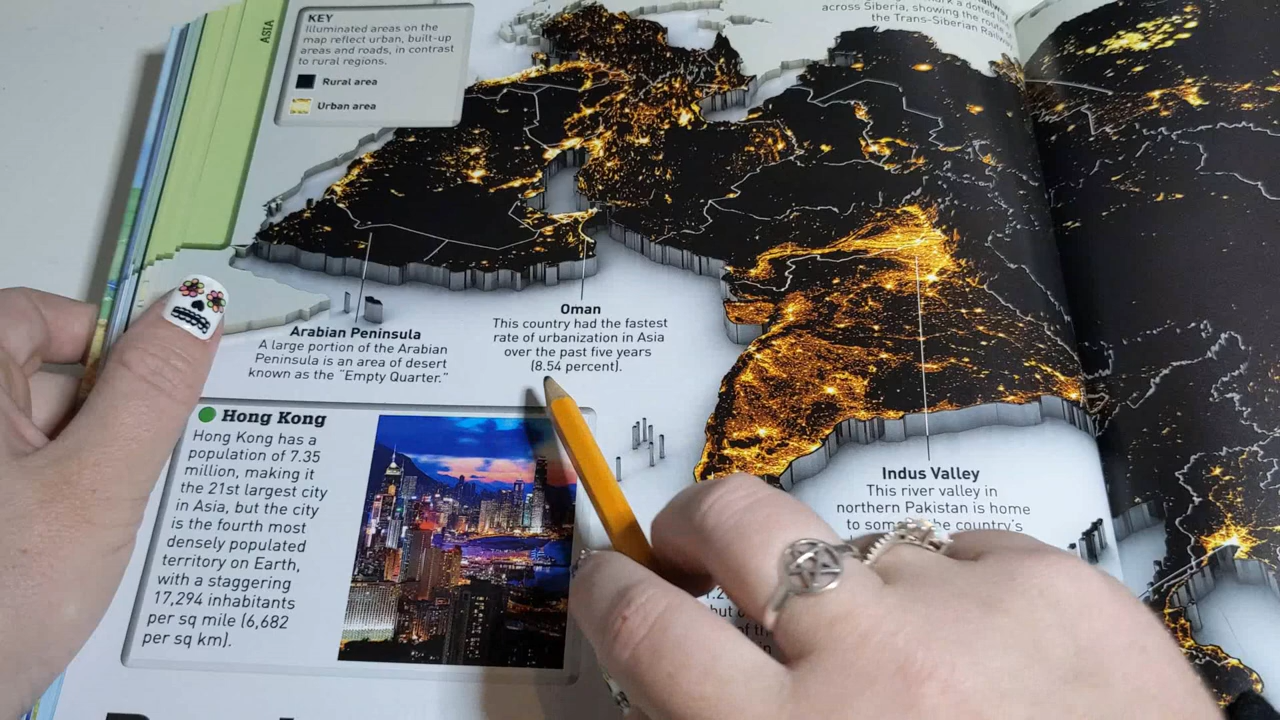 ASIA
KEY
Illuminated areas on the
map reflect urban, built-up
areas and roads, in contrast
to rural regions.
Rural area
Urban area
a dotted
across Siberia, showing the route of
the Trans-Siberian Railway
Arabian Peninsula
A large portion of the Arabian
Peninsula is an area of desert
known as the “Empty Quarter.”
Oman
This country had the fastest
rate of urbanization in Asia
over the past five years
(8.54 percent).
Hong Kong
Hong Kong has a
population of 7.35
million, making it
the 21st largest city
in Asia, but the city
is the fourth most
densely populated
territory on Earth,
with a staggering
17,294 inhabitants
per sq mile (6,682
per sq km).
Indus Valley
This river valley in
northern Pakistan is home
to country’s
but